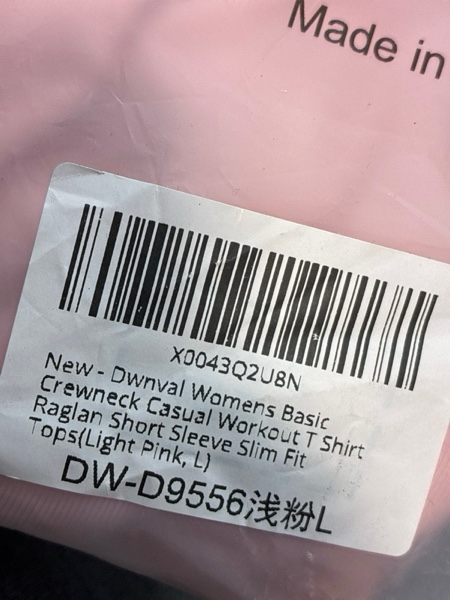 Made in
X0043Q2U8N
New - Dwnval Womens Basic
Crewneck Casual Workout T Shirt
Raglan Short Sleeve Slim Fit
Tops(Light Pink, L)
DW-D9556浅粉L